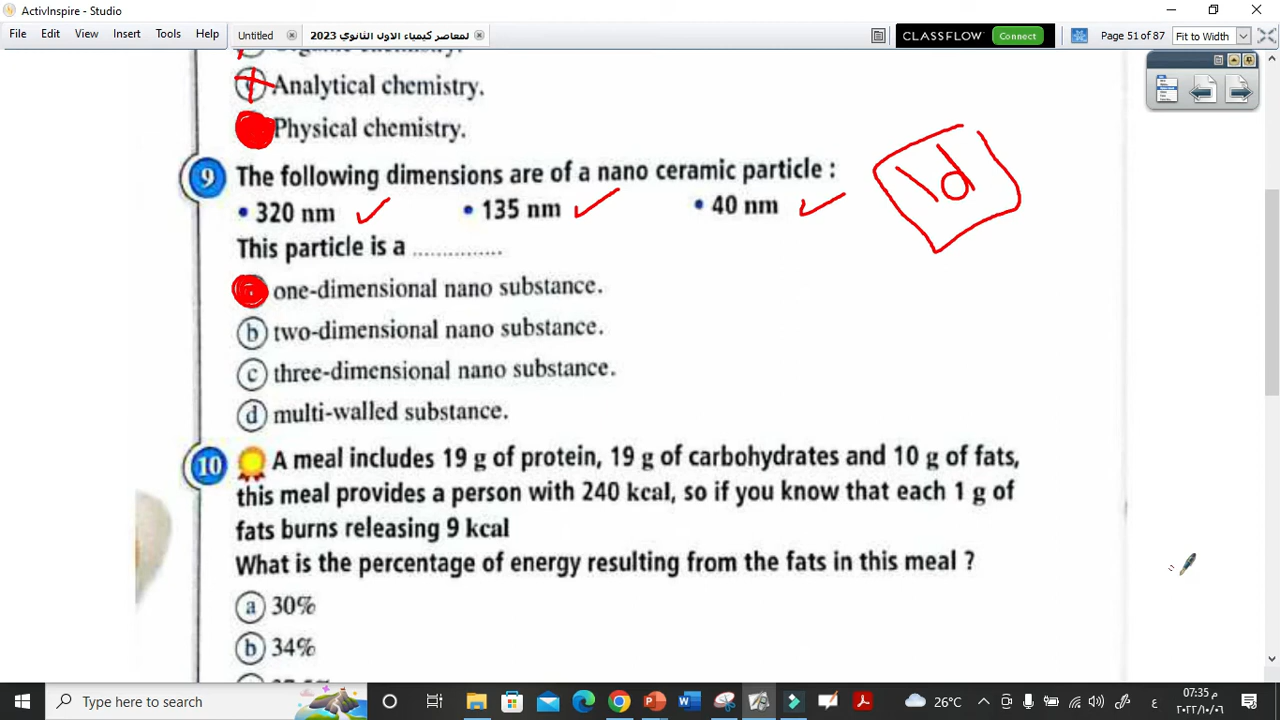 ActivInspire - Studio
File Edit View Insert Tools Help
Untitled
لمعاصر كيمياء الاول الثانوي 2023
CLASSFLOW Connect
Page 51 of 87
Fit to Width
Organic chemistry.
c Analytical chemistry.
Physical chemistry.
9 The following dimensions are of a nano ceramic particle :
• 320 nm • 135 nm • 40 nm
1d
This particle is a ...............
one-dimensional nano substance.
b two-dimensional nano substance.
c three-dimensional nano substance.
d multi-walled substance.
10 A meal includes 19 g of protein, 19 g of carbohydrates and 10 g of fats,
this meal provides a person with 240 kcal, so if you know that each 1 g of
fats burns releasing 9 kcal
What is the percentage of energy resulting from the fats in this meal ?
a 30%
b 34%
Type here to search
26°C
ع
07:35 م
٢٠٢٢/١٠/٠٦